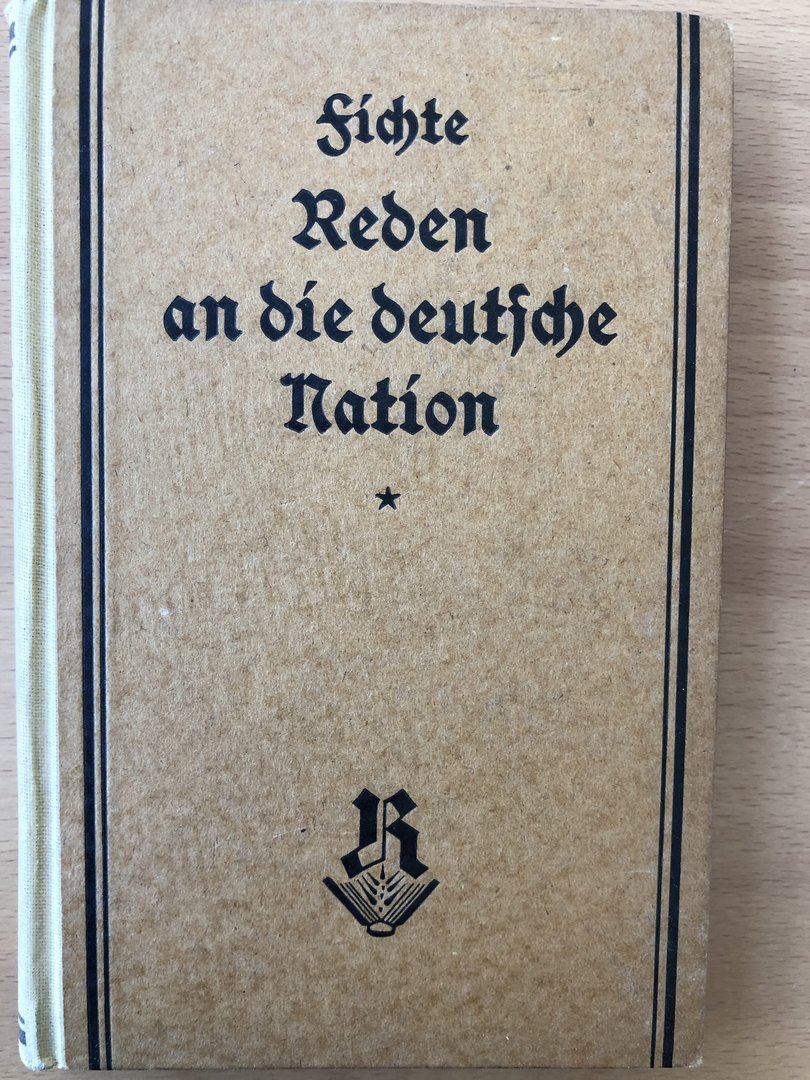 Fichte
Reden
an die deutſche
Nation
R